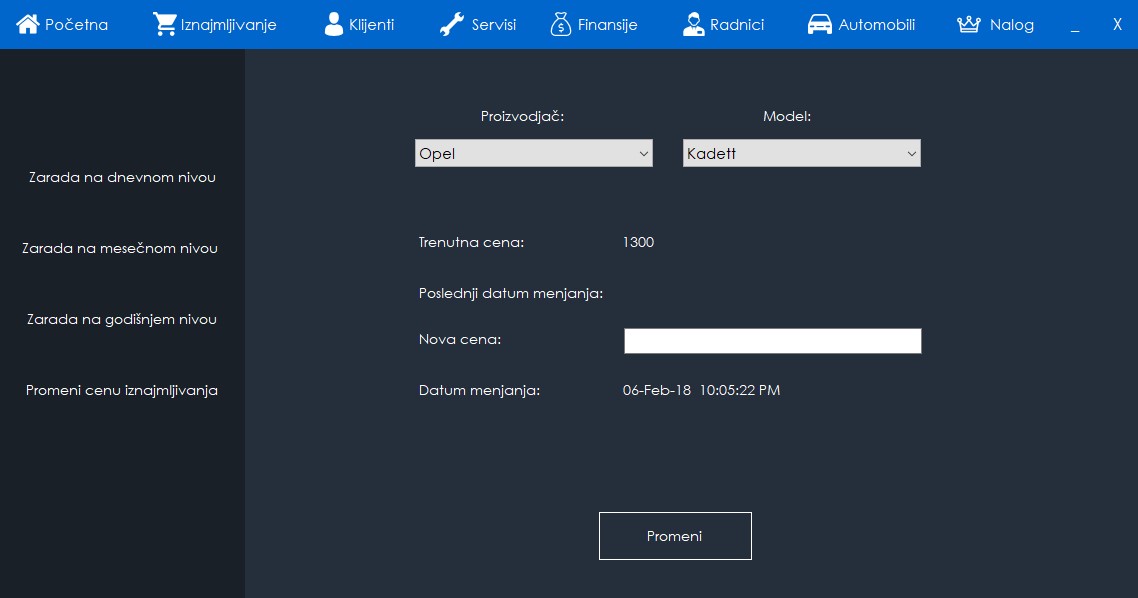 Početna Iznajmljivanje Klijenti Servisi Finansije Radnici Automobili Nalog _ X
Zarada na dnevnom nivou
Zarada na mesečnom nivou
Zarada na godišnjem nivou
Promeni cenu iznajmljivanja
Proizvodjač: Model:
Opel Kadett
Trenutna cena: 1300
Poslednji datum menjanja:
Nova cena:
Datum menjanja: 06-Feb-18 10:05:22 PM
Promeni